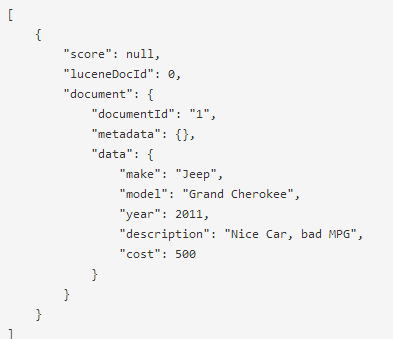 [
    {
        "score": null,
        "luceneDocId": 0,
        "document": {
            "documentId": "1",
            "metadata": {},
            "data": {
                "make": "Jeep",
                "model": "Grand Cherokee",
                "year": 2011,
                "description": "Nice Car, bad MPG",
                "cost": 500
            }
        }
    }
]